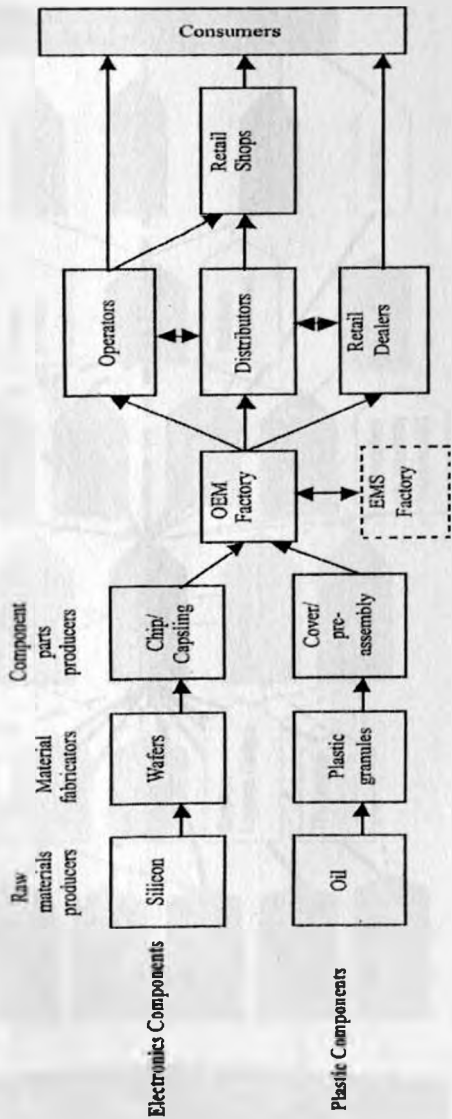 Raw
materials
producers
Material
fabricators
Component
parts
producers
Electronics Components
Silicon
Wafers
Chip/
Capsiing
Plastic Components
Oil
Plastic
granules
Cover/
pre-
assembly
OEM
Factory
EMS
Factory
Operators
Distributors
Retail
Dealers
Retail
Shops
Consumers